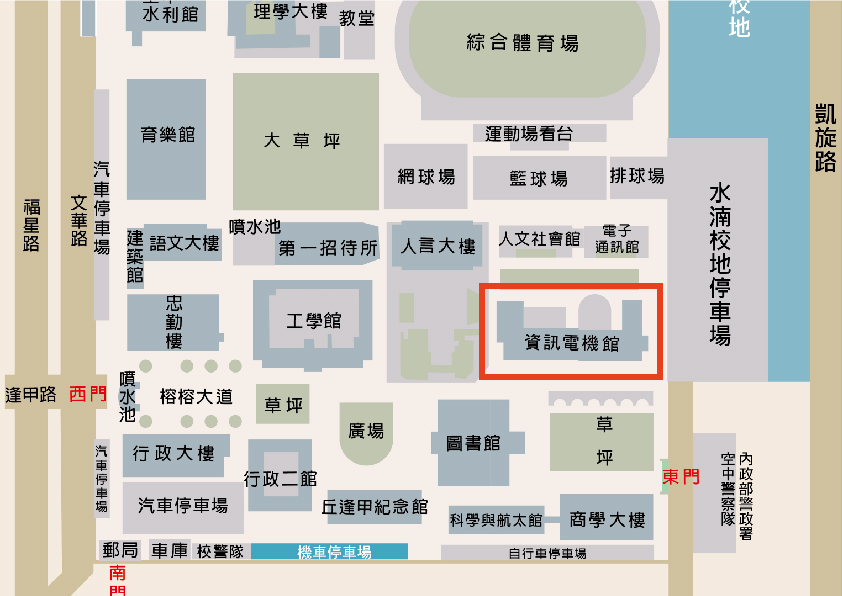 水利館
理學大樓
教堂
綜合體育場
校地
凱旋路
育樂館
大草坪
運動場看台
網球場
籃球場
排球場
汽車停車場
文華路
福星路
水湳校地停車場
建築館
語文大樓
噴水池
第一招待所
人言大樓
人文社會館
電子
通訊館
忠勤樓
工學館
資訊電機館
逢甲路
西門
噴水池
榕榕大道
草坪
廣場
圖書館
草坪
行政大樓
行政二館
汽車停車場
汽車停車場
丘逢甲紀念館
科學與航太館
商學大樓
東門
內政部警政署
空中警察隊
郵局
車庫
校警隊
機車停車場
自行車停車場
南門